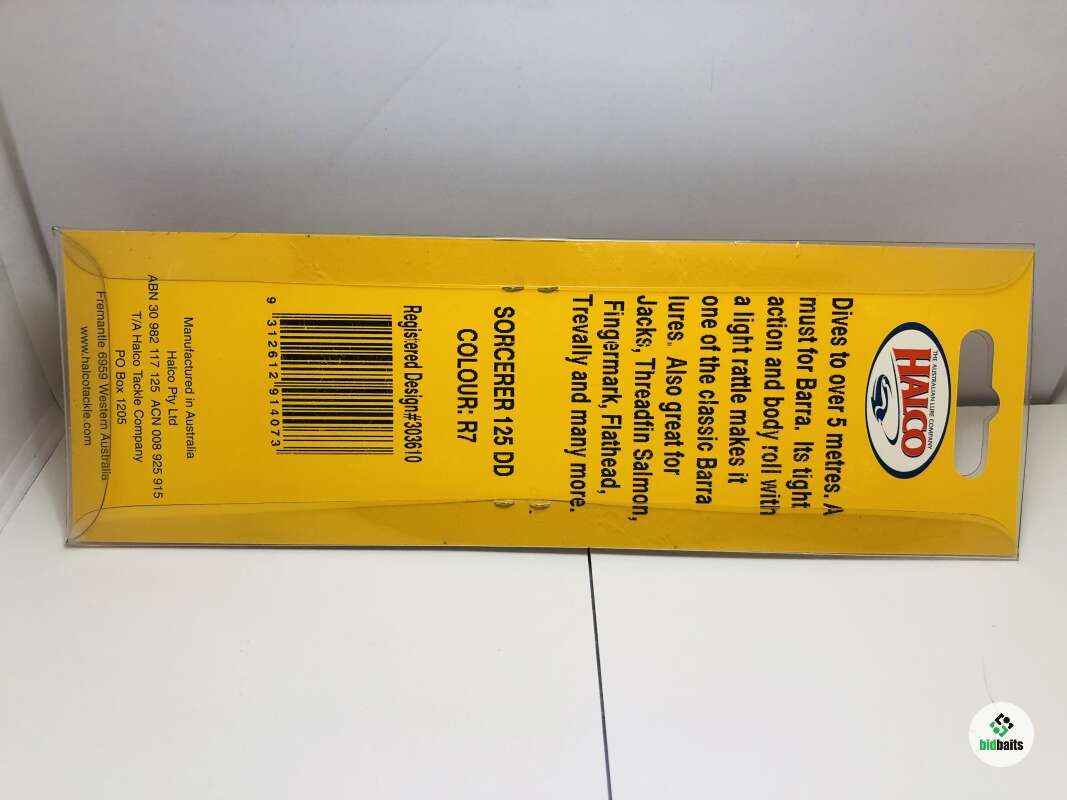 THE AUSTRALIAN LURE COMPANY
HALCO
Dives to over 5 metres. A
must for Barra. Its tight
action and body roll with
a light rattle makes it
one of the classic Barra
lures. Also great for
Jacks, Threadfin Salmon,
Fingermark, Flathead,
Trevally and many more.
SORCERER 125 DD
COLOUR: R7
Registered Design#303610
9 312612 914073
Manufactured in Australia
Halco Pty Ltd
ABN 30 982 117 125 ACN 008 925 915
T/A Halco Tackle Company
PO Box 1205
Fremantle 6959 Western Australia
www.halcotackle.com
bidbaits